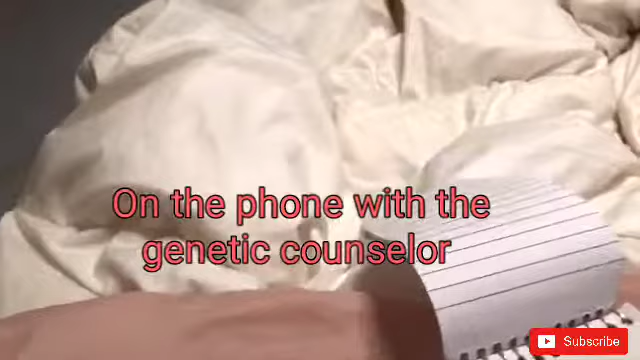 On the phone with the
genetic counselor
Subscribe